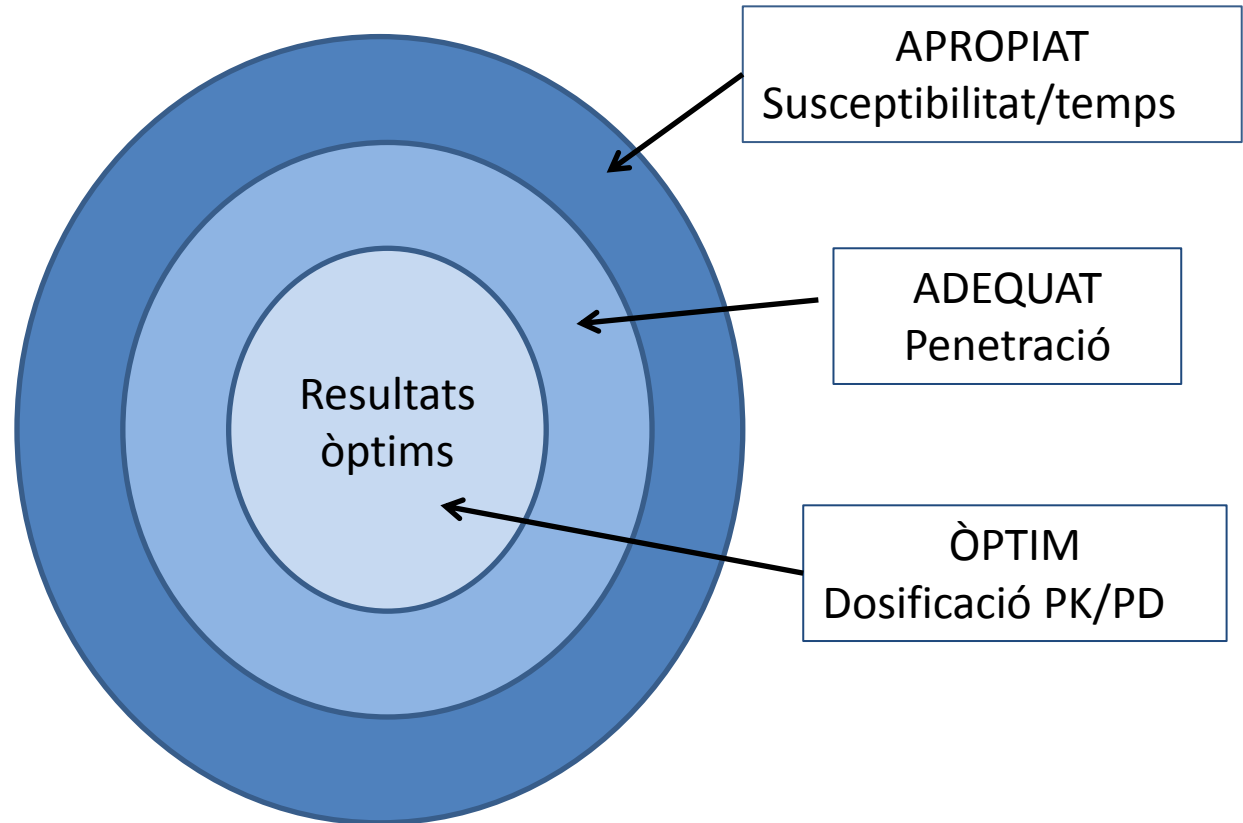 APROPIAT
Susceptibilitat/temps
ADEQUAT
Penetració
Resultats
òptims
ÒPTIM
Dosificació PK/PD